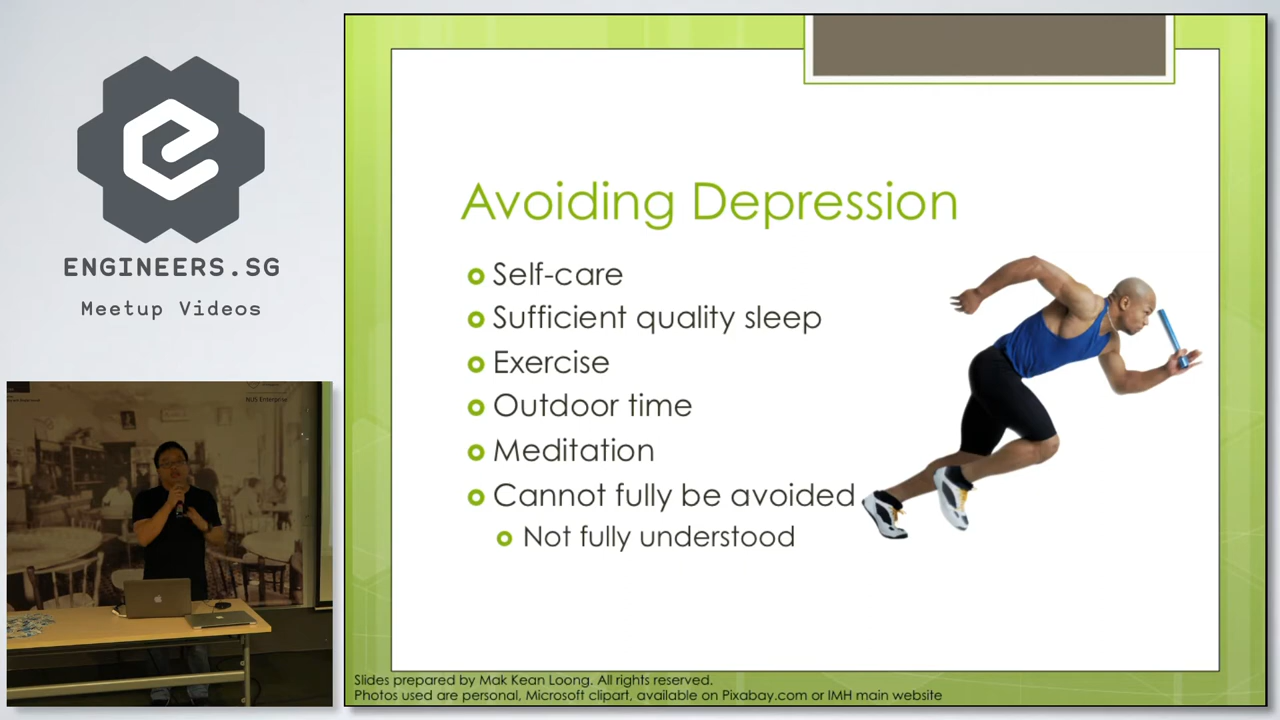 ENGINEERS.SG
Meetup Videos
NUS Enterprise
Avoiding Depression
Self-care
Sufficient quality sleep
Exercise
Outdoor time
Meditation
Cannot fully be avoided
Not fully understood
Slides prepared by Mak Kean Loong. All rights reserved.
Photos used are personal, Microsoft clipart, available on Pixabay.com or IMH main website